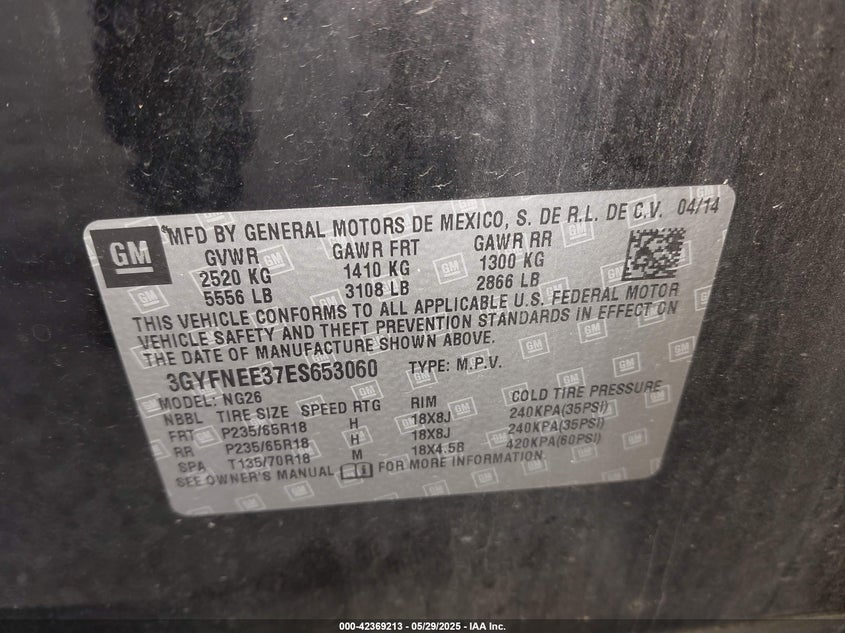 GM
MFD BY GENERAL MOTORS DE MEXICO, S. DE R.L. DE C.V. 04/14
GVWR GAWR FRT GAWR RR
2520 KG 1410 KG 1300 KG
5556 LB 3108 LB 2866 LB
THIS VEHICLE CONFORMS TO ALL APPLICABLE U.S. FEDERAL MOTOR
VEHICLE SAFETY AND THEFT PREVENTION STANDARDS IN EFFECT ON
THE DATE OF MANUFACTURE SHOWN ABOVE.
3GYFNEE37ES653060 TYPE: M.P.V.
MODEL: NG26
NBBL TIRE SIZE SPEED RTG RIM COLD TIRE PRESSURE
FRT P235/65R18 H 18X8J 240KPA(35PSI)
RR P235/65R18 H 18X8J 240KPA(35PSI)
SPA T135/70R18 M 18X4.5B 420KPA(60PSI)
SEE OWNER'S MANUAL FOR MORE INFORMATION.
000-42369213 - 05/29/2025 - IAA Inc.